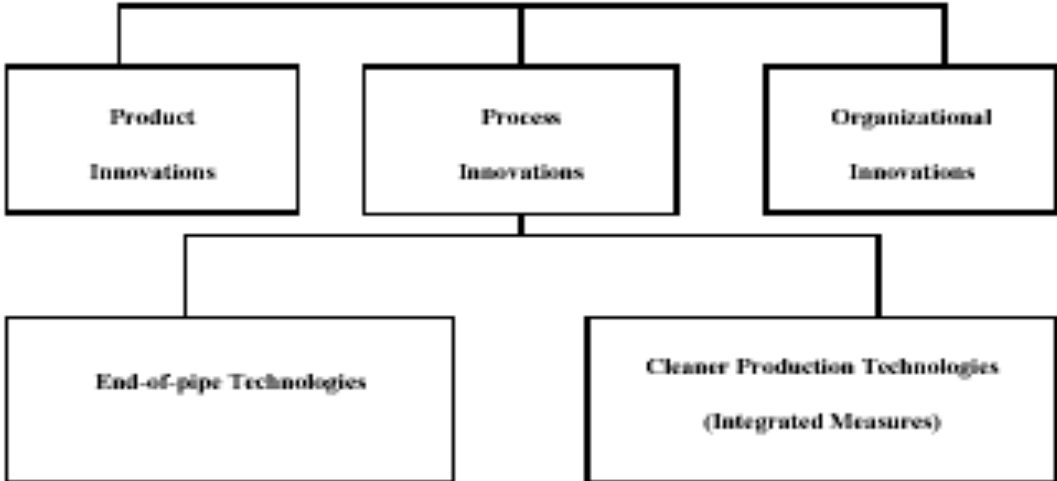 Product
Innovations
Process
Innovations
Organizational
Innovations
End-of-pipe Technologies
Cleaner Production Technologies
(Integrated Measures)